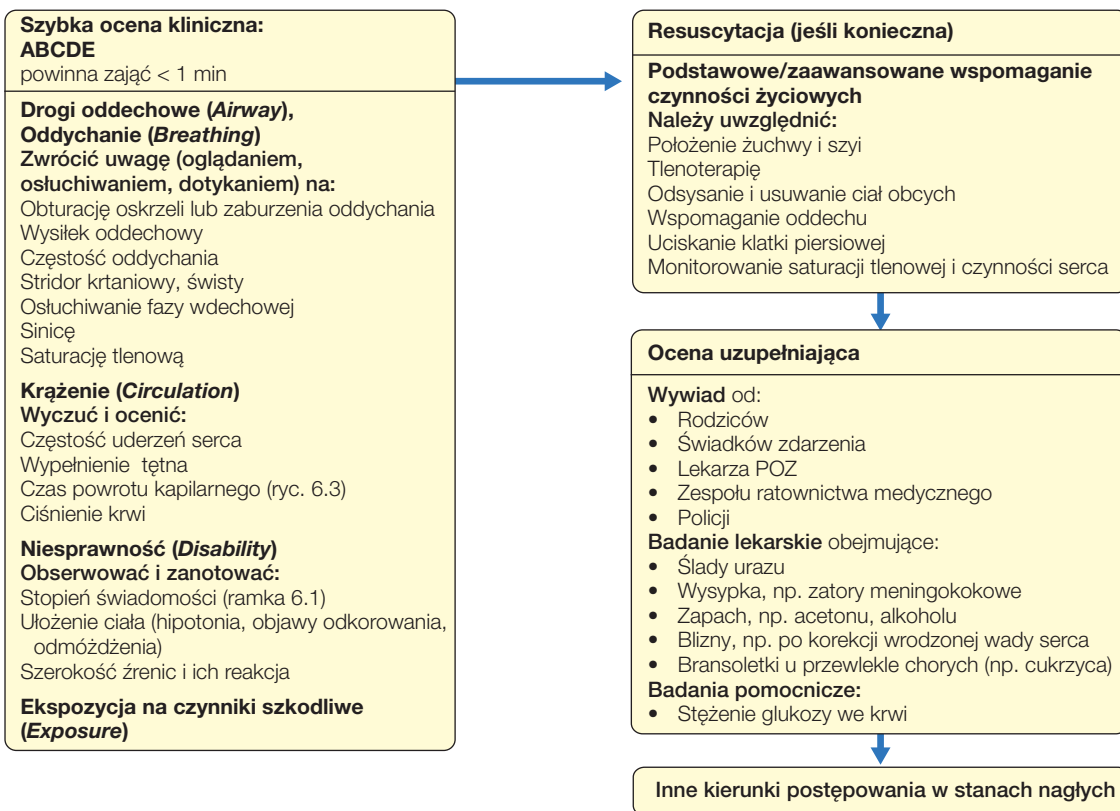 Szybka ocena kliniczna:
ABCDE
powinna zająć < 1 min
Drogi oddechowe (Airway),
Oddychanie (Breathing)
Zwrócić uwagę (oglądaniem,
osłuchiwaniem, dotykaniem) na:
Obturację oskrzeli lub zaburzenia oddychania
Wysiłek oddechowy
Częstość oddychania
Stridor krtaniowy, świsty
Osłuchiwanie fazy wdechowej
Sinicę
Saturację tlenową
Krążenie (Circulation)
Wyczuć i ocenić:
Częstość uderzeń serca
Wypełnienie tętna
Czas powrotu kapilarnego (ryc. 6.3)
Ciśnienie krwi
Niesprawność (Disability)
Obserwować i zanotować:
Stopień świadomości (ramka 6.1)
Ułożenie ciała (hipotonia, objawy odkorowania,
odmóżdżenia)
Szerokość źrenic i ich reakcja
Ekspozycja na czynniki szkodliwe
(Exposure)
Resuscytacja (jeśli konieczna)
Podstawowe/zaawansowane wspomaganie
czynności życiowych
Należy uwzględnić:
Położenie żuchwy i szyi
Tlenoterapię
Odsysanie i usuwanie ciał obcych
Wspomaganie oddechu
Uciskanie klatki piersiowej
Monitorowanie saturacji tlenowej i czynności serca
Ocena uzupełniająca
Wywiad od:
• Rodziców
• Świadków zdarzenia
• Lekarza POZ
• Zespołu ratownictwa medycznego
• Policji
Badanie lekarskie obejmujące:
• Ślady urazu
• Wysypka, np. zatory meningokokowe
• Zapach, np. acetonu, alkoholu
• Blizny, np. po korekcji wrodzonej wady serca
• Bransoletki u przewlekle chorych (np. cukrzyca)
Badania pomocnicze:
• Stężenie glukozy we krwi
Inne kierunki postępowania w stanach nagłych